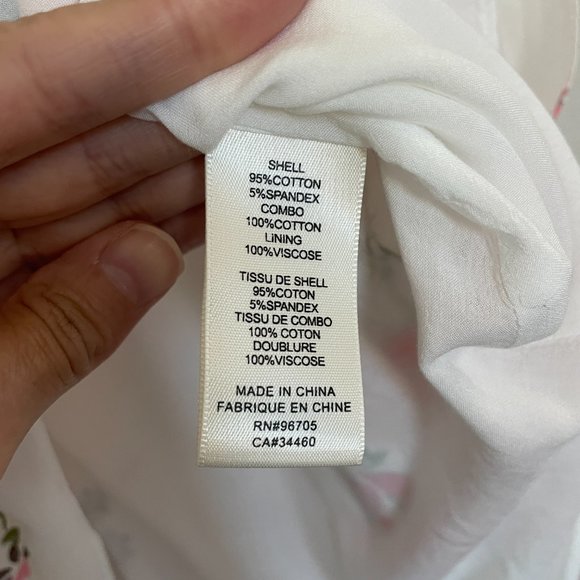 SHELL
95%COTTON
5%SPANDEX
COMBO
100%COTTON
LiNING
100%VISCOSE
TISSU DE SHELL
95%COTON
5%SPANDEX
TISSU DE COMBO
100% COTON
DOUBLURE
100%VISCOSE
MADE IN CHINA
FABRIQUE EN CHINE
RN#96705
CA#34460